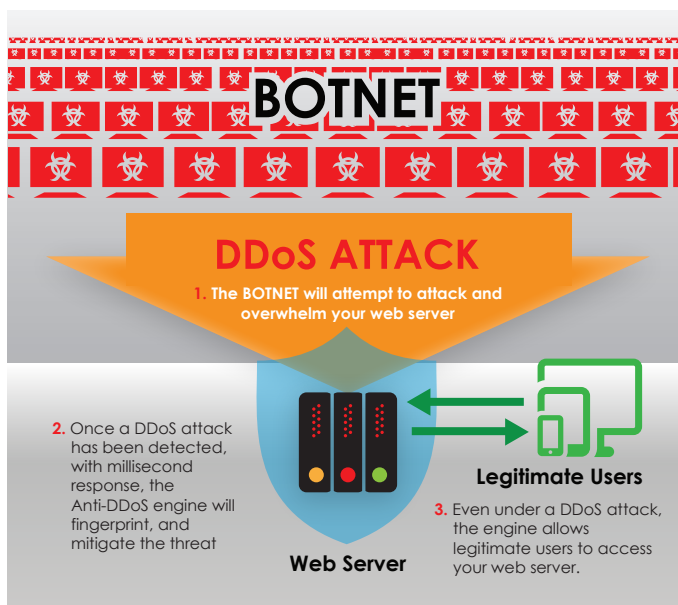 BOTNET
DDoS ATTACK
1. The BOTNET will attempt to attack and
overwhelm your web server
2. Once a DDoS attack
has been detected,
with millisecond
response, the
Anti-DDoS engine will
fingerprint, and
mitigate the threat
Web Server
Legitimate Users
3. Even under a DDoS attack,
the engine allows
legitimate users to access
your web server.